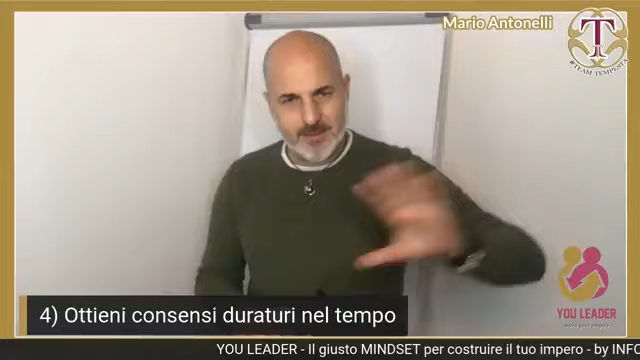 Mario Antonelli
T
#TEAM TEMPESTA
4) Ottieni consensi duraturi nel tempo
YOU LEADER
YOU LEADER - Il giusto MINDSET per costruire il tuo impero - by INFO